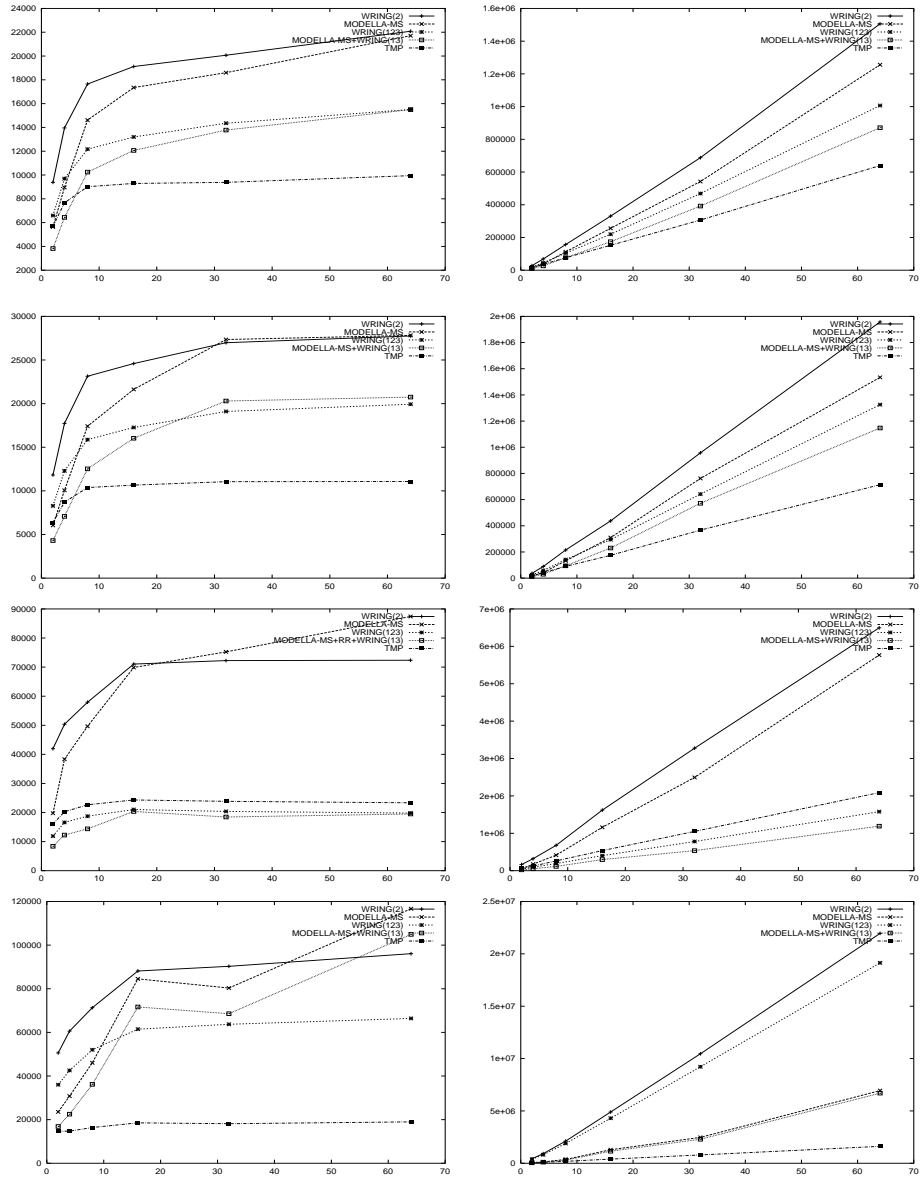 24000
22000
20000
18000
16000
14000
12000
10000
8000
6000
4000
2000
0 10 20 30 40 50 60 70
WRING(2)
MODELLA-MS
WRING(123)
MODELLA-MS+WRING(13)
TMP
1.6e+06
1.4e+06
1.2e+06
1e+06
800000
600000
400000
200000
0
0 10 20 30 40 50 60 70
WRING(2)
MODELLA-MS
WRING(123)
MODELLA-MS+WRING(13)
TMP
30000
25000
20000
15000
10000
5000
0
0 10 20 30 40 50 60 70
WRING(2)
MODELLA-MS
WRING(123)
MODELLA-MS+WRING(13)
TMP
2e+06
1.8e+06
1.6e+06
1.4e+06
1.2e+06
1e+06
800000
600000
400000
200000
0
0 10 20 30 40 50 60 70
WRING(2)
MODELLA-MS
WRING(123)
MODELLA-MS+WRING(13)
TMP
90000
80000
70000
60000
50000
40000
30000
20000
10000
0
0 10 20 30 40 50 60 70
WRING(2)
MODELLA-MS
WRING(123)
MODELLA-MS+RR+WRING(13)
TMP
7e+06
6e+06
5e+06
4e+06
3e+06
2e+06
1e+06
0
0 10 20 30 40 50 60 70
WRING(2)
MODELLA-MS
WRING(123)
MODELLA-MS+WRING(13)
TMP
120000
100000
80000
60000
40000
20000
0
0 10 20 30 40 50 60 70
WRING(2)
MODELLA-MS
WRING(123)
MODELLA-MS+WRING(13)
TMP
2.5e+07
2e+07
1.5e+07
1e+07
5e+06
0
0 10 20 30 40 50 60 70
WRING(2)
MODELLA-MS
WRING(123)
MODELLA-MS+WRING(13)
TMP